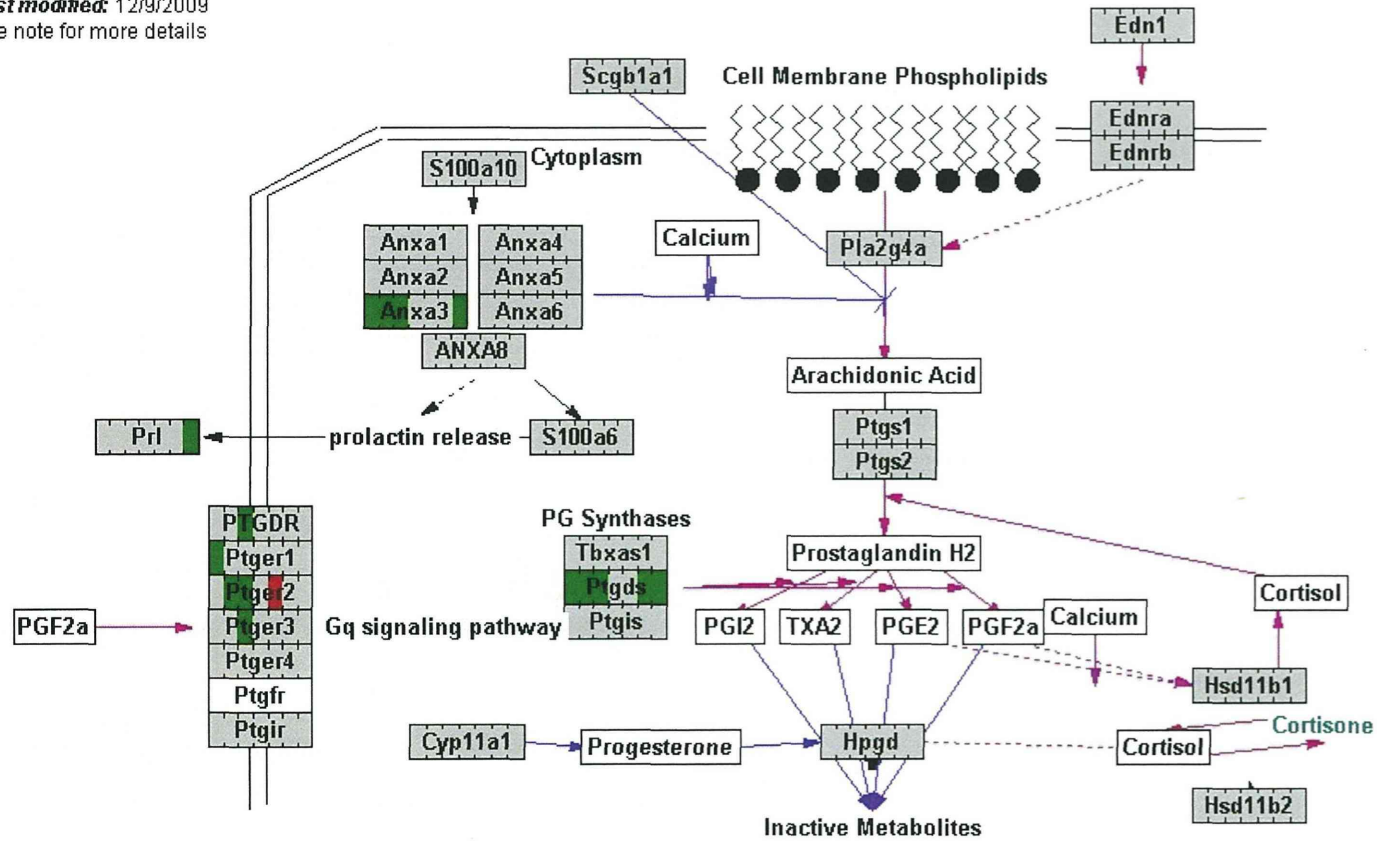 st modified: 12/9/2009
e note for more details
Edn1
Scgb1a1
Cell Membrane Phospholipids
Ednra
Ednrb
S100a10
Cytoplasm
Anxa1
Anxa4
Calcium
Pla2g4a
Anxa2
Anxa5
Anxa3
Anxa6
ANXA8
Arachidonic Acid
Prl
prolactin release
S100a6
Ptgs1
Ptgs2
PTGDR
PG Synthases
Ptger1
Tbxas1
Prostaglandin H2
Ptger2
Ptgds
Cortisol
PGF2a
Ptger3
Gq signaling pathway
Ptgis
PGI2
TXA2
PGE2
PGF2a
Calcium
Ptger4
Ptgfr
Hsd11b1
Ptgir
Cyp11a1
Progesterone
Hpgd
Cortisol
Cortisone
Hsd11b2
Inactive Metabolites